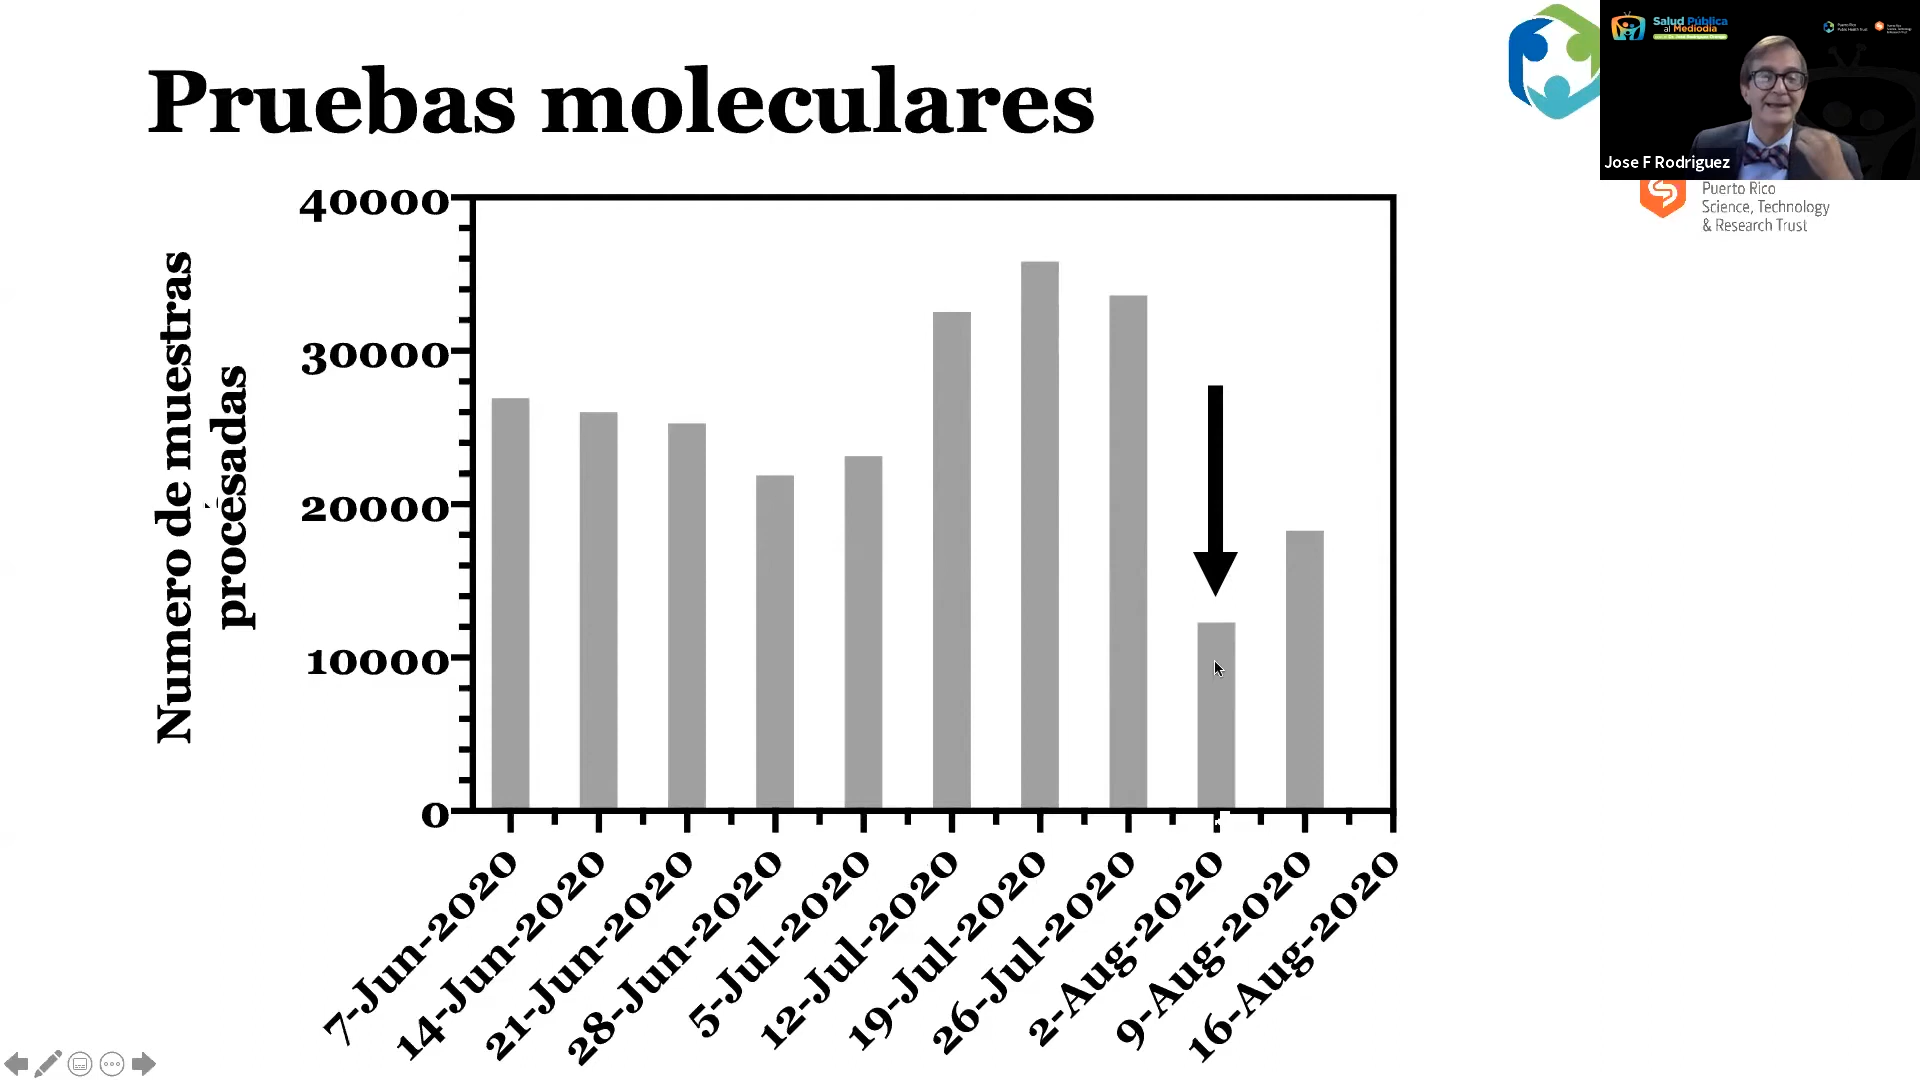 Pruebas moleculares
Salud Pública
al Mediodía
Jose F Rodriguez
Puerto Rico
Science, Technology
& Research Trust
Numero de muestras
procesadas
40000
30000
20000
10000
0
7-Jun-2020
14-Jun-2020
21-Jun-2020
28-Jun-2020
5-Jul-2020
12-Jul-2020
19-Jul-2020
26-Jul-2020
2-Aug-2020
9-Aug-2020
16-Aug-2020